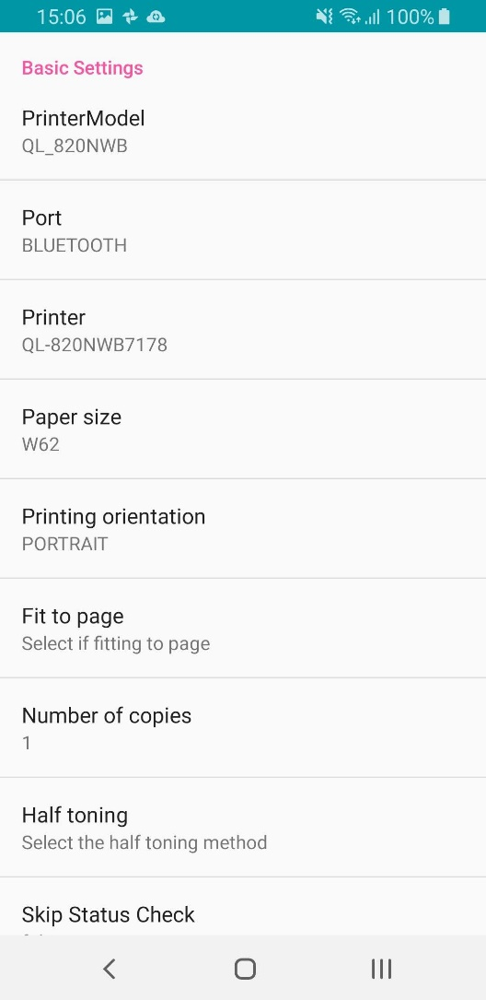 15:06 100%
Basic Settings
PrinterModel
QL_820NWB
Port
BLUETOOTH
Printer
QL-820NWB7178
Paper size
W62
Printing orientation
PORTRAIT
Fit to page
Select if fitting to page
Number of copies
1
Half toning
Select the half toning method
Skip Status Check